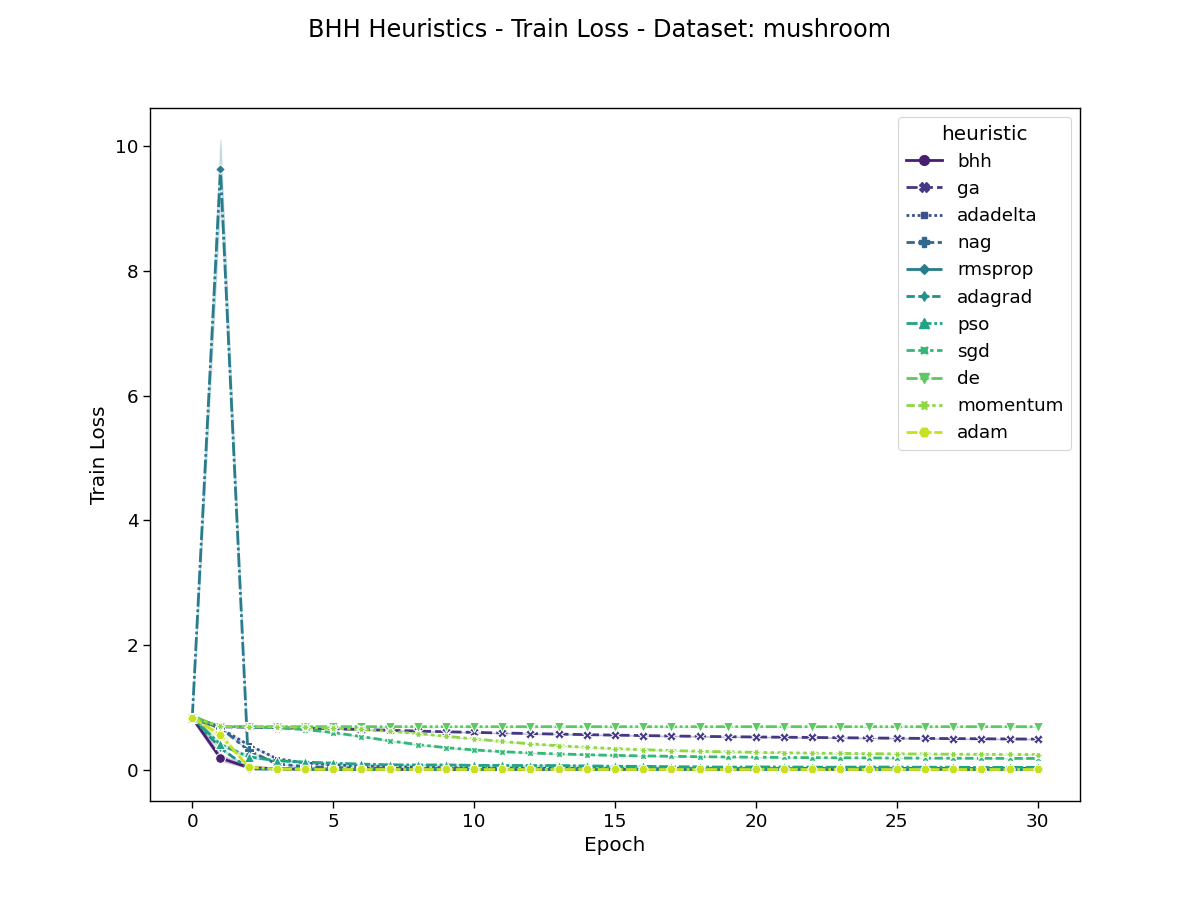 BHH Heuristics - Train Loss - Dataset: mushroom
heuristic
bhh
ga
adadelta
nag
rmsprop
adagrad
pso
sgd
de
momentum
adam
Train Loss
10
8
6
4
2
0
0 5 10 15 20 25 30
Epoch